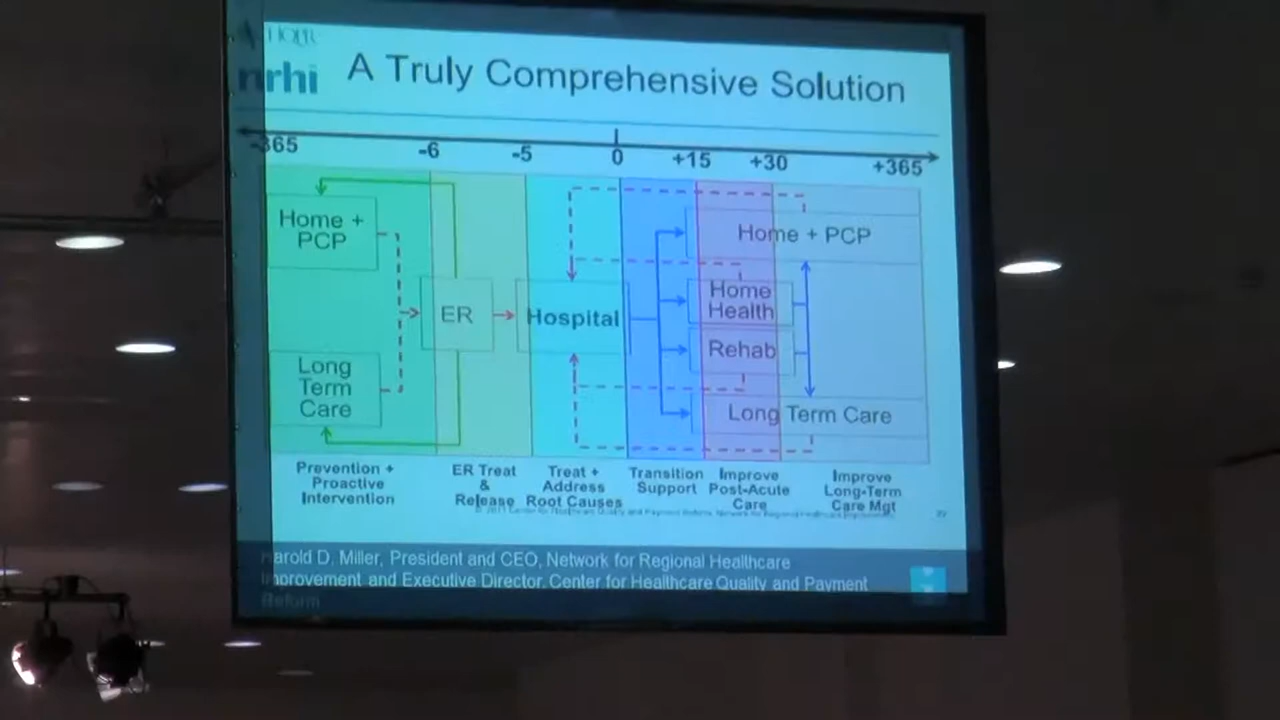 nrhi
A Truly Comprehensive Solution
-365 -6 -5 0 +15 +30 +365
Home +
PCP
Long
Term
Care
ER
Hospital
Home + PCP
Home
Health
Rehab
Long Term Care
Prevention +
Proactive
Intervention
ER Treat
&
Release
Treat +
Address
Root Causes
Transition
Support
Improve
Post-Acute
Care
Improve
Long-Term
Care Mgt
Harold D. Miller, President and CEO, Network for Regional Healthcare
Improvement and Executive Director, Center for Healthcare Quality and Payment
Reform